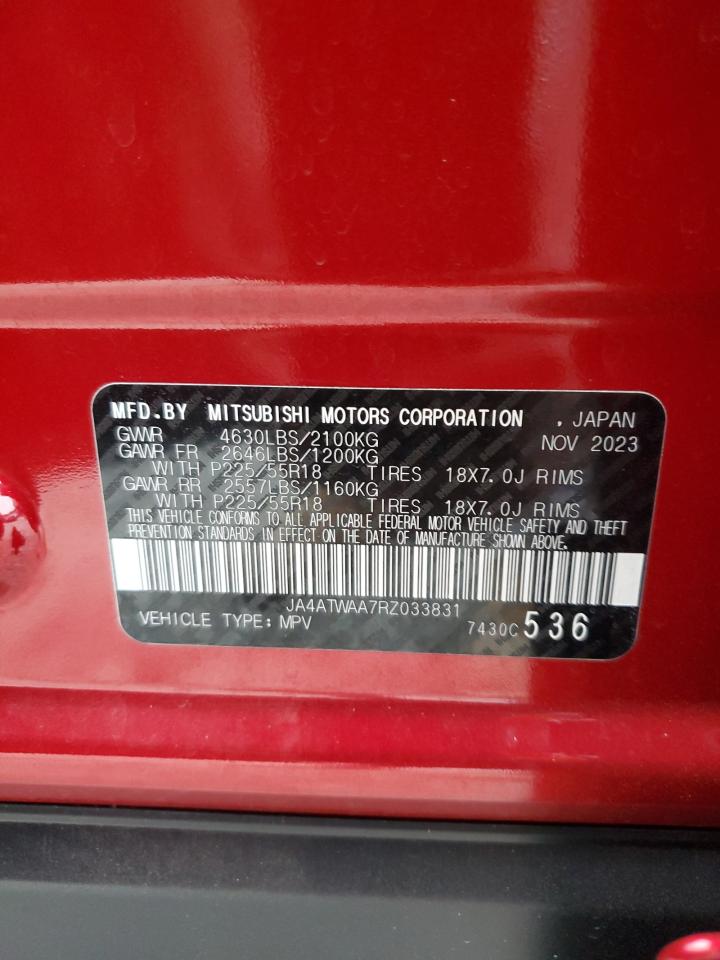 MFD.BY MITSUBISHI MOTORS CORPORATION , JAPAN
GVWR 4630LBS/2100KG NOV 2023
GAWR FR 2646LBS/1200KG
WITH P225/55R18 TIRES 18X7.0J RIMS
GAWR RR 2557LBS/1160KG
WITH P225/55R18 TIRES 18X7.0J RIMS
THIS VEHICLE CONFORMS TO ALL APPLICABLE FEDERAL MOTOR VEHICLE SAFETY AND THEFT
PREVENTION STANDARDS IN EFFECT ON THE DATE OF MANUFACTURE SHOWN ABOVE.
JA4ATWAA7RZ033831
VEHICLE TYPE: MPV 7430C 536